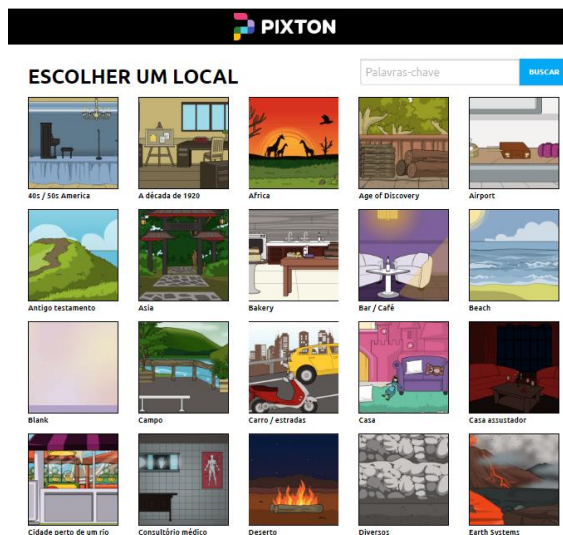 PIXTON
ESCOLHER UM LOCAL
Palavras-chave
BUSCAR
40s / 50s America
A década de 1920
Africa
Age of Discovery
Airport
Antigo testamento
Asia
Bakery
Bar / Café
Beach
Blank
Campo
Carro / estradas
Casa
Casa assustador
Cidade perto de um rio
Consultório médico
Deserto
Diversos
Earth Systems